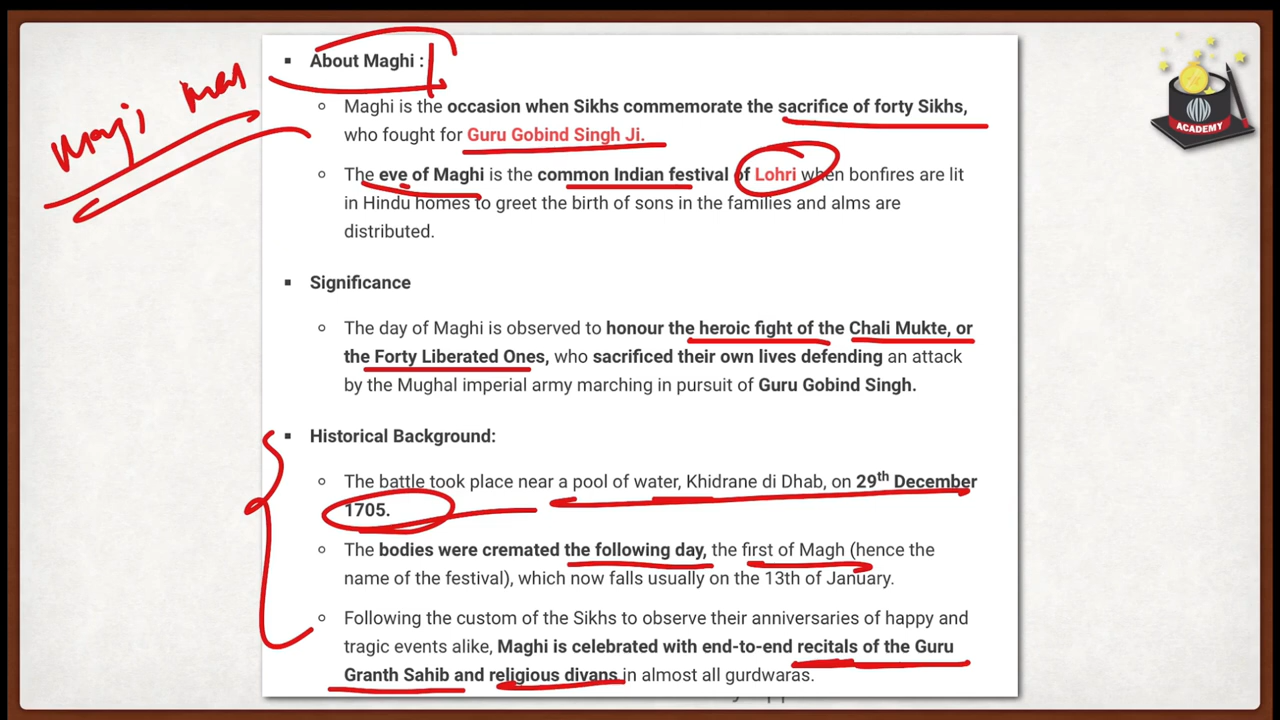 About Maghi :
Maghi is the occasion when Sikhs commemorate the sacrifice of forty Sikhs,
who fought for Guru Gobind Singh Ji.
The eve of Maghi is the common Indian festival of Lohri when bonfires are lit
in Hindu homes to greet the birth of sons in the families and alms are
distributed.
Significance
The day of Maghi is observed to honour the heroic fight of the Chali Mukte, or
the Forty Liberated Ones, who sacrificed their own lives defending an attack
by the Mughal imperial army marching in pursuit of Guru Gobind Singh.
Historical Background:
The battle took place near a pool of water, Khidrane di Dhab, on 29th December
1705.
The bodies were cremated the following day, the first of Magh (hence the
name of the festival), which now falls usually on the 13th of January.
Following the custom of the Sikhs to observe their anniversaries of happy and
tragic events alike, Maghi is celebrated with end-to-end recitals of the Guru
Granth Sahib and religious divans in almost all gurdwaras.
ACADEMY